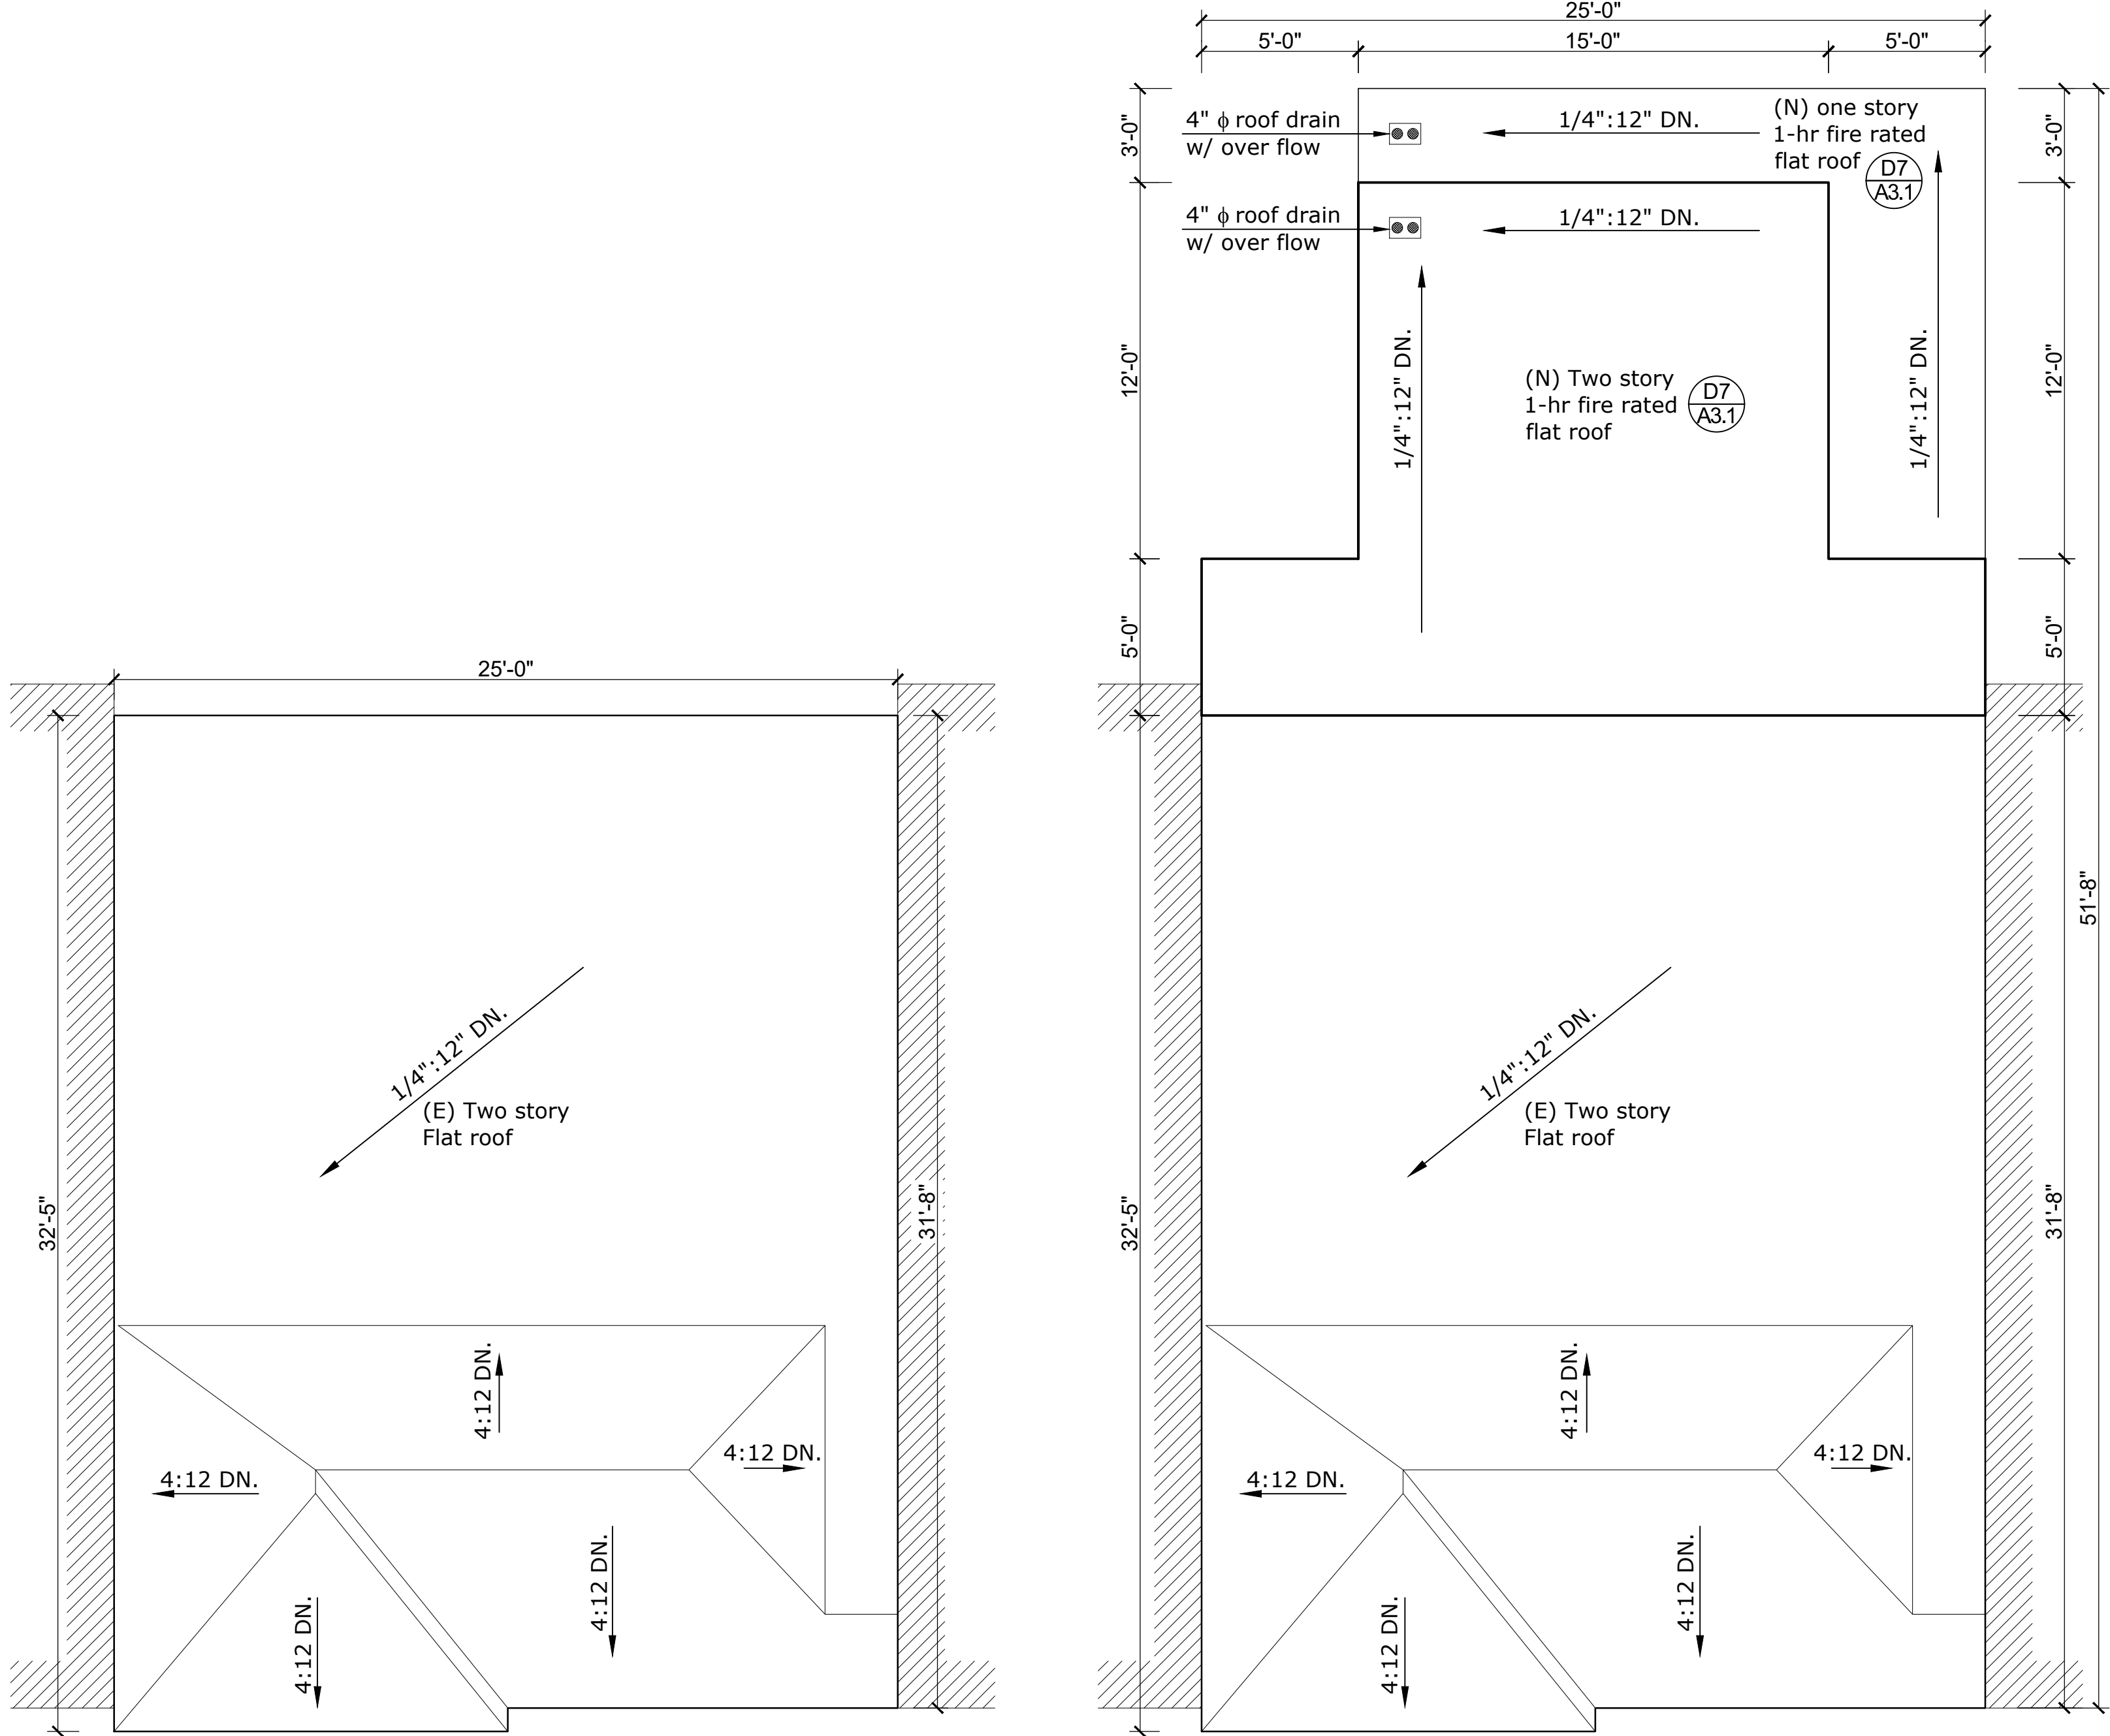 25'-0"
5'-0"
15'-0"
5'-0"
3'-0"
4" ϕ roof drain
w/ over flow
1/4":12" DN.
(N) one story
1-hr fire rated
flat roof
D7
A3.1
3'-0"
4" ϕ roof drain
w/ over flow
1/4":12" DN.
12'-0"
1/4":12" DN.
(N) Two story
1-hr fire rated
flat roof
D7
A3.1
1/4":12" DN.
12'-0"
5'-0"
5'-0"
25'-0"
51'-8"
1/4":12" DN.
(E) Two story
Flat roof
32'-5"
31'-8"
4:12 DN.
4:12 DN.
4:12 DN.
4:12 DN.
4:12 DN.
1/4":12" DN.
(E) Two story
Flat roof
32'-5"
31'-8"
4:12 DN.
4:12 DN.
4:12 DN.
4:12 DN.
4:12 DN.